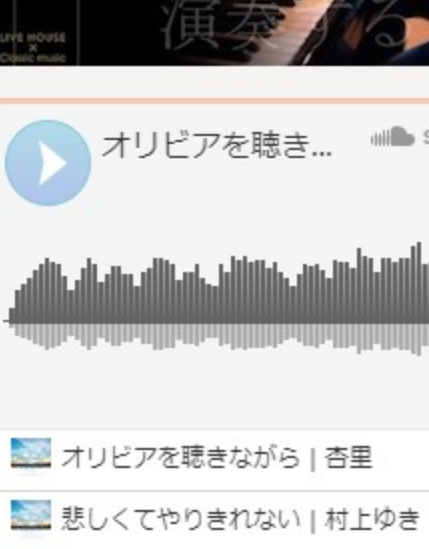 演奏する
LIVE HOUSE
×
Classic music
オリビアを聴き...
S
オリビアを聴きながら | 杏里
悲しくてやりきれない | 村上ゆき